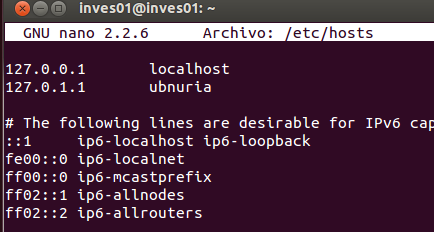 inves01@inves01: ~
GNU nano 2.2.6 Archivo: /etc/hosts
127.0.0.1 localhost
127.0.1.1 ubnuria
# The following lines are desirable for IPv6 cap
::1 ip6-localhost ip6-loopback
fe00::0 ip6-localnet
ff00::0 ip6-mcastprefix
ff02::1 ip6-allnodes
ff02::2 ip6-allrouters